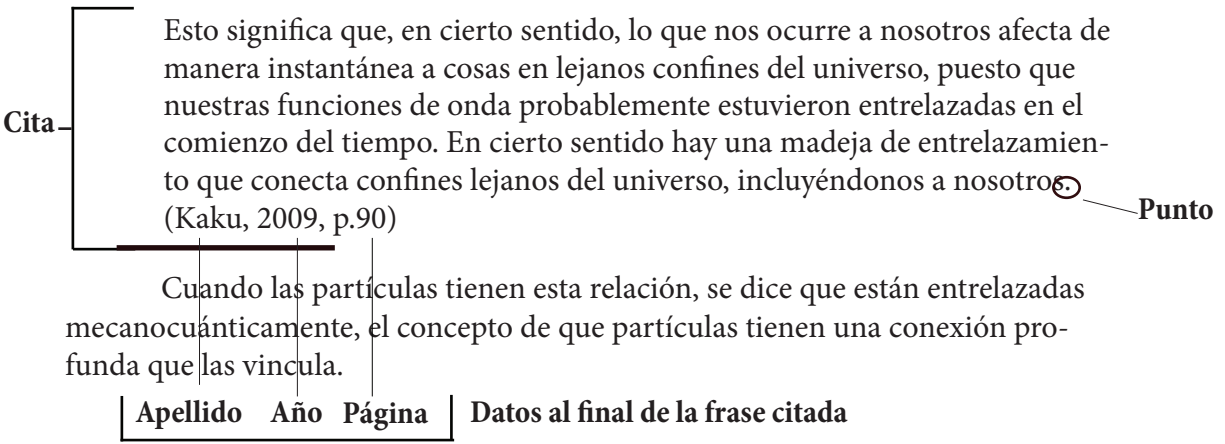 Esto significa que, en cierto sentido, lo que nos ocurre a nosotros afecta de
manera instantánea a cosas en lejanos confines del universo, puesto que
nuestras funciones de onda probablemente estuvieron entrelazadas en el
Cita
comienzo del tiempo. En cierto sentido hay una madeja de entrelazamien-
to que conecta confines lejanos del universo, incluyéndonos a nosotros.
(Kaku, 2009, p.90)
Punto
Cuando las partículas tienen esta relación, se dice que están entrelazadas
mecanocuánticamente, el concepto de que partículas tienen una conexión pro-
funda que las vincula.
Apellido Año Página Datos al final de la frase citada